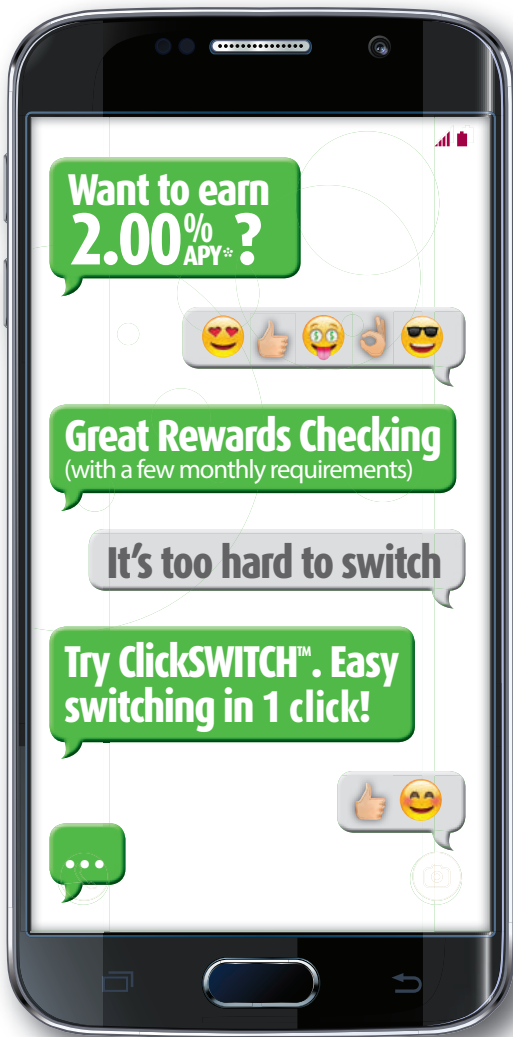 Want to earn
2.00% APY*?
😍👍🤑👌😎
Great Rewards Checking
(with a few monthly requirements)
It's too hard to switch
Try ClickSWITCH™. Easy
switching in 1 click!
👍😊
...